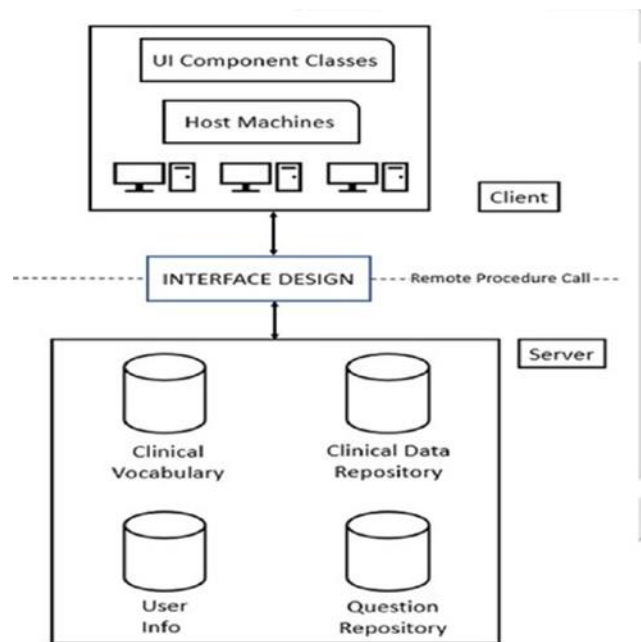 UI Component Classes
Host Machines
Client
INTERFACE DESIGN
Remote Procedure Call
Server
Clinical
Vocabulary
Clinical Data
Repository
User
Info
Question
Repository